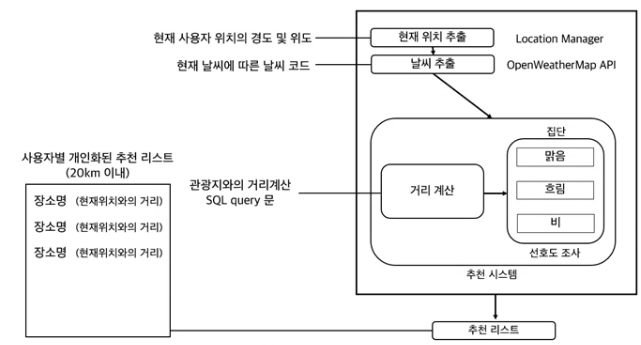 현재 사용자 위치의 경도 및 위도
현재 위치 추출
Location Manager
현재 날씨에 따른 날씨 코드
날씨 추출
OpenWeatherMap API
집단
맑음
사용자별 개인화된 추천 리스트
(20km 이내)
관광지와의 거리계산
SQL query 문
거리 계산
흐림
장소명 (현재위치와의 거리)
장소명 (현재위치와의 거리)
장소명 (현재위치와의 거리)
비
선호도 조사
추천 시스템
추천 리스트